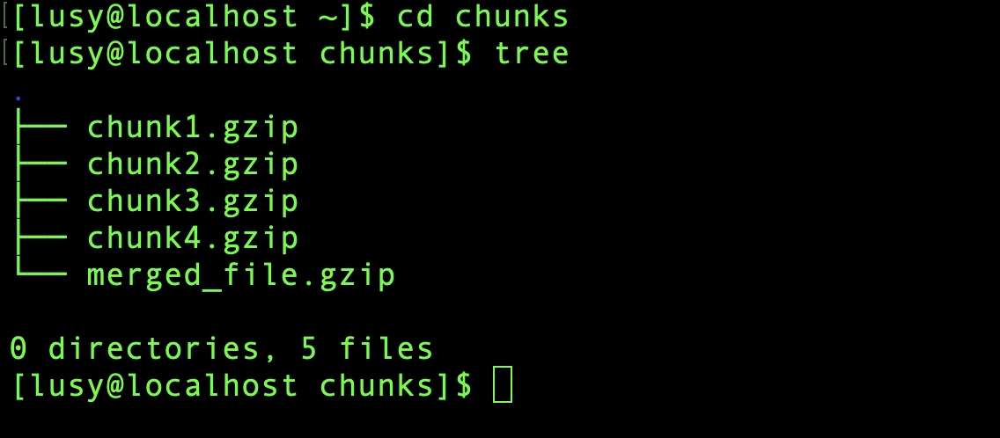 [[lusy@localhost ~]$ cd chunks
[[lusy@localhost chunks]$ tree
.
├── chunk1.gzip
├── chunk2.gzip
├── chunk3.gzip
├── chunk4.gzip
└── merged_file.gzip
0 directories, 5 files
[lusy@localhost chunks]$